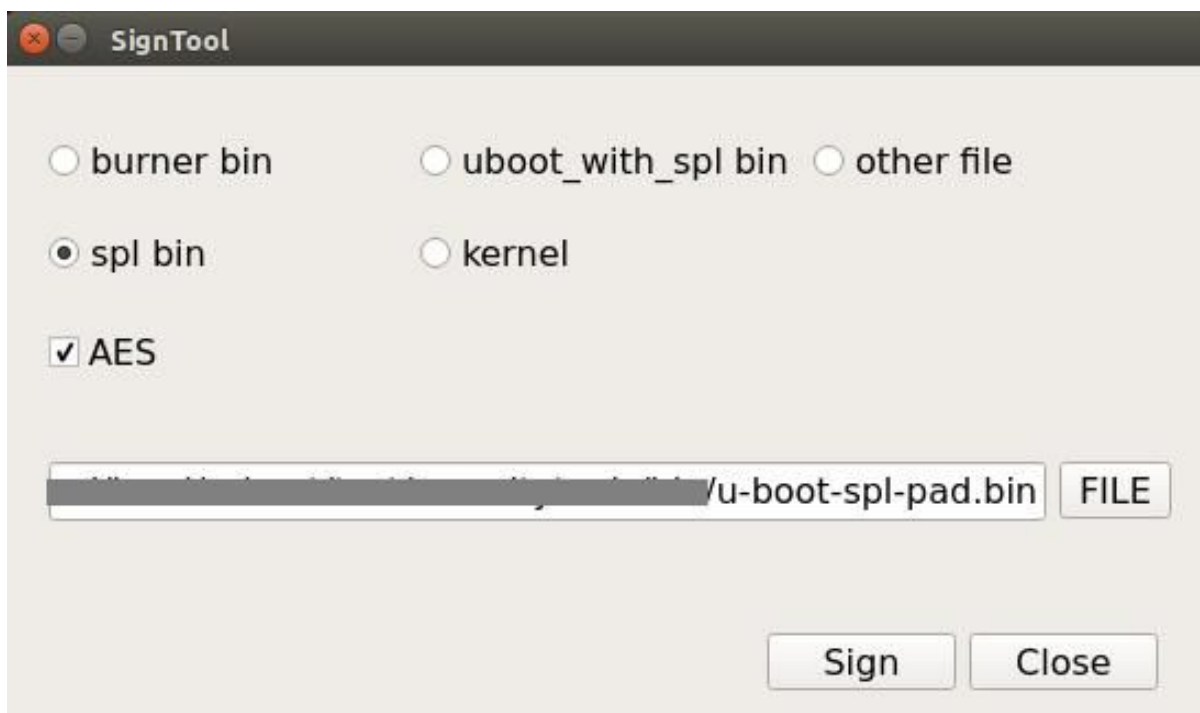 SignTool
burner bin uboot_with_spl bin other file
spl bin kernel
AES
/u-boot-spl-pad.bin FILE
Sign Close